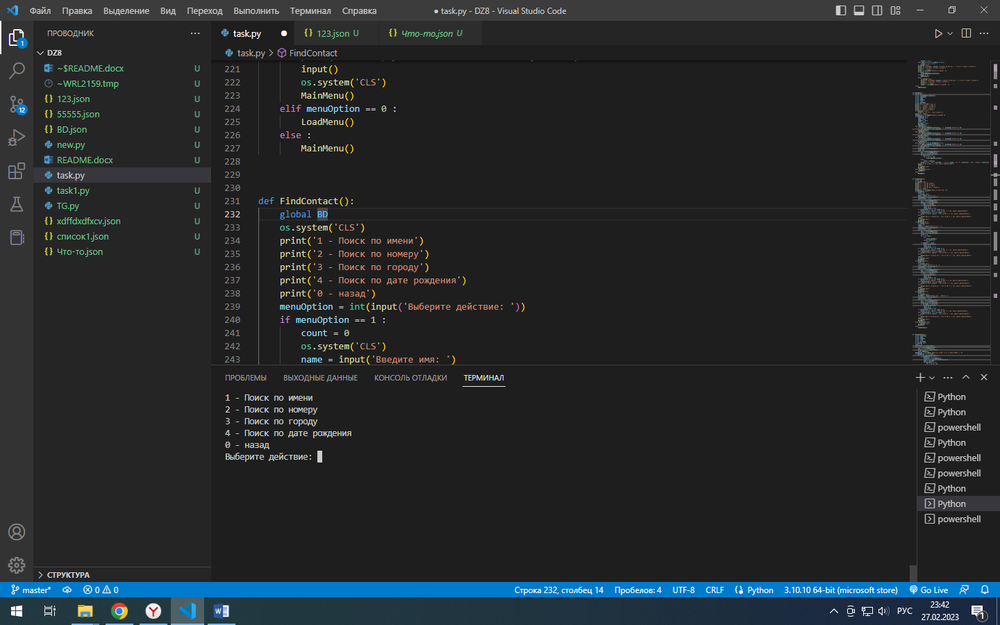 Файл Правка Выделение Вид Переход Выполнить Терминал Справка
● task.py - DZ8 - Visual Studio Code
ПРОВОДНИК
task.py
123.json U
Что-то.json U
task.py > FindContact
DZ8
~$README.docx U
~WRL2159.tmp U
123.json U
55555.json U
BD.json U
new.py U
README.docx U
task.py
task1.py U
TG.py U
xdffdxdfxcv.json U
список1.json U
Что-то.json U
СТРУКТУРА
1
12
221 input()
222 os.system('CLS')
223 MainMenu()
224 elif menuOption == 0 :
225 LoadMenu()
226 else :
227 MainMenu()
228
229
230
231 def FindContact():
232 global BD
233 os.system('CLS')
234 print('1 - Поиск по имени')
235 print('2 - Поиск по номеру')
236 print('3 - Поиск по городу')
237 print('4 - Поиск по дате рождения')
238 print('0 - назад')
239 menuOption = int(input('Выберите действие: '))
240 if menuOption == 1 :
241 count = 0
242 os.system('CLS')
243 name = input('Введите имя: ')
ПРОБЛЕМЫ ВЫХОДНЫЕ ДАННЫЕ КОНСОЛЬ ОТЛАДКИ ТЕРМИНАЛ
1 - Поиск по имени
2 - Поиск по номеру
3 - Поиск по городу
4 - Поиск по дате рождения
0 - назад
Выберите действие:
Python
Python
powershell
Python
powershell
powershell
Python
Python
powershell
master* 0 0 Строка 232, столбец 14 Пробелов: 4 UTF-8 CRLF Python 3.10.10 64-bit (microsoft store) Go Live
РУС
23:42
27.02.2023
1